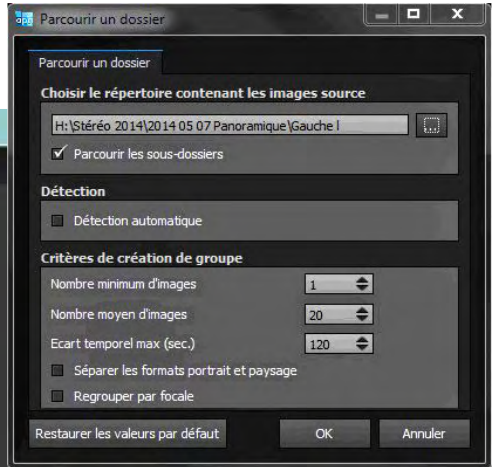 apg Parcourir un dossier
Parcourir un dossier
Choisir le répertoire contenant les images source
H:\Stéréo 2014\2014 05 07 Panoramique\Gauche l
...
Parcourir les sous-dossiers
Détection
Détection automatique
Critères de création de groupe
Nombre minimum d'images 1
Nombre moyen d'images 20
Ecart temporel max (sec.) 120
Séparer les formats portrait et paysage
Regrouper par focale
Restaurer les valeurs par défaut OK Annuler